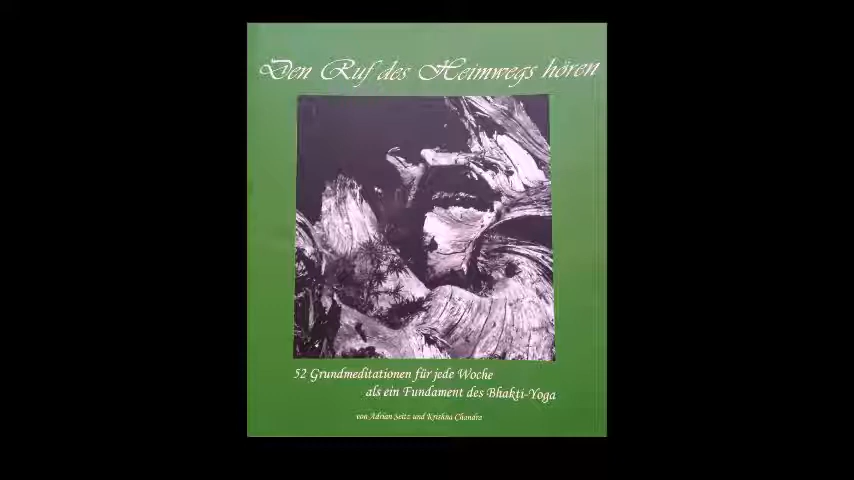 Den Ruf des Heimwegs hören
52 Grundmeditationen für jede Woche
als ein Fundament des Bhakti-Yoga
von Adrian Seitz und Krishna Chandra